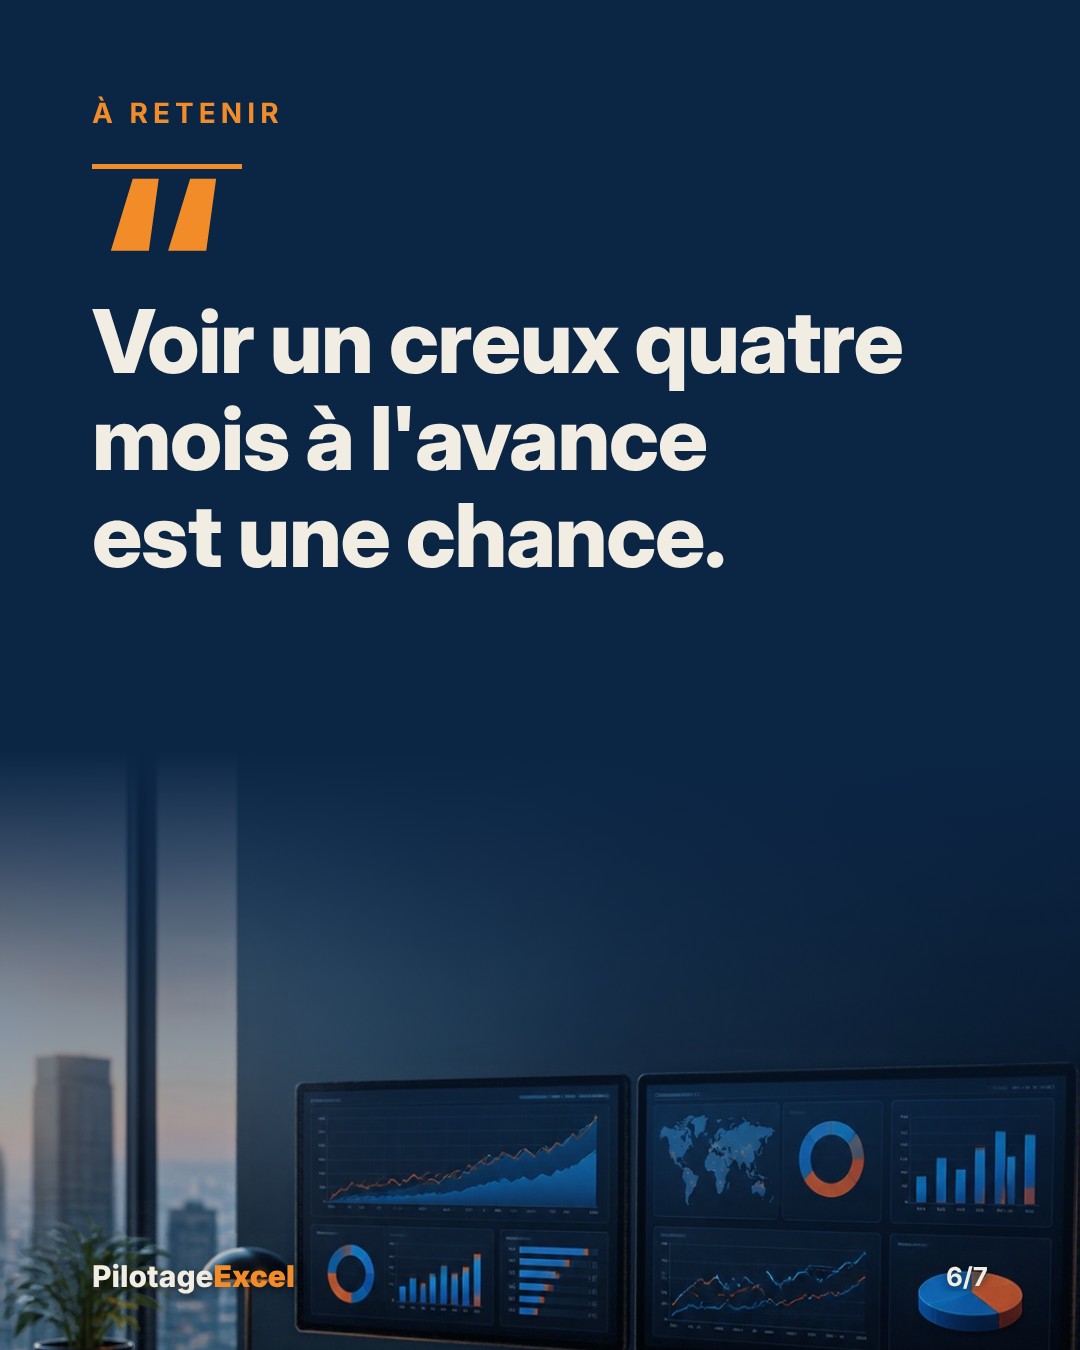 À RETENIR
"
Voir un creux quatre
mois à l'avance
est une chance.
PilotageExcel
6/7